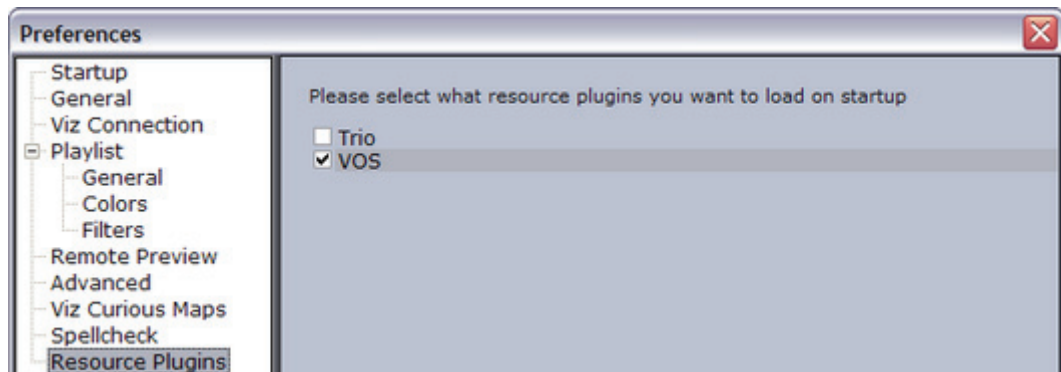 Preferences
Startup
General
Viz Connection
Playlist
General
Colors
Filters
Remote Preview
Advanced
Viz Curious Maps
Spellcheck
Resource Plugins
Please select what resource plugins you want to load on startup
Trio
VOS